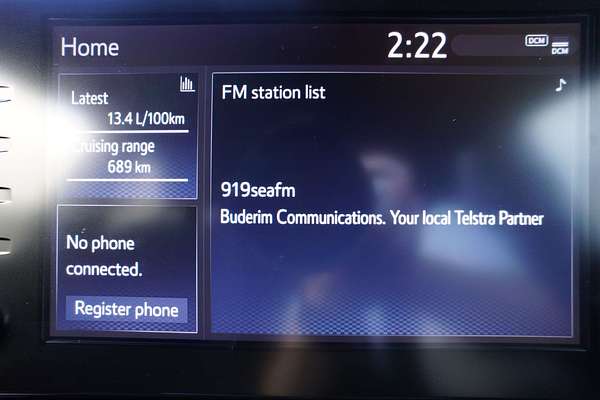 Home
2:22
DCM
DCM
Latest
13.4 L/100km
Cruising range
689 km
No phone
connected.
Register phone
FM station list
919seafm
Buderim Communications. Your local Telstra Partner